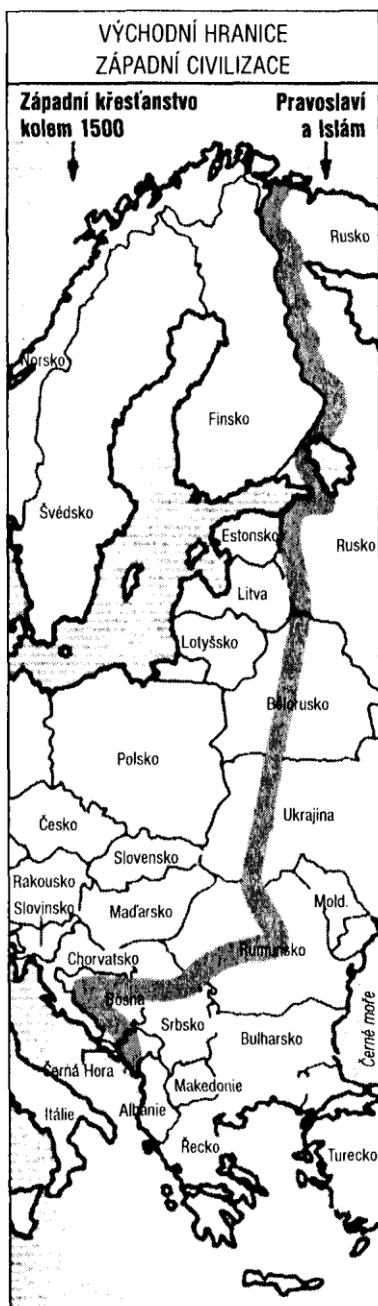 VÝCHODNÍ HRANICE
ZÁPADNÍ CIVILIZACE
Západní křesťanstvo
kolem 1500
Pravoslaví
a Islám
Rusko
Norsko
Finsko
Švédsko
Estonsko
Rusko
Litva
Lotyšsko
Bělorusko
Polsko
Ukrajina
Česko
Slovensko
Rakousko
Mold.
Slovinsko
Maďarsko
Rumunsko
Chorvatsko
Bosna
Srbsko
Bulharsko
Černé moře
Černá Hora
Makedonie
Itálie
Albánie
Řecko
Turecko